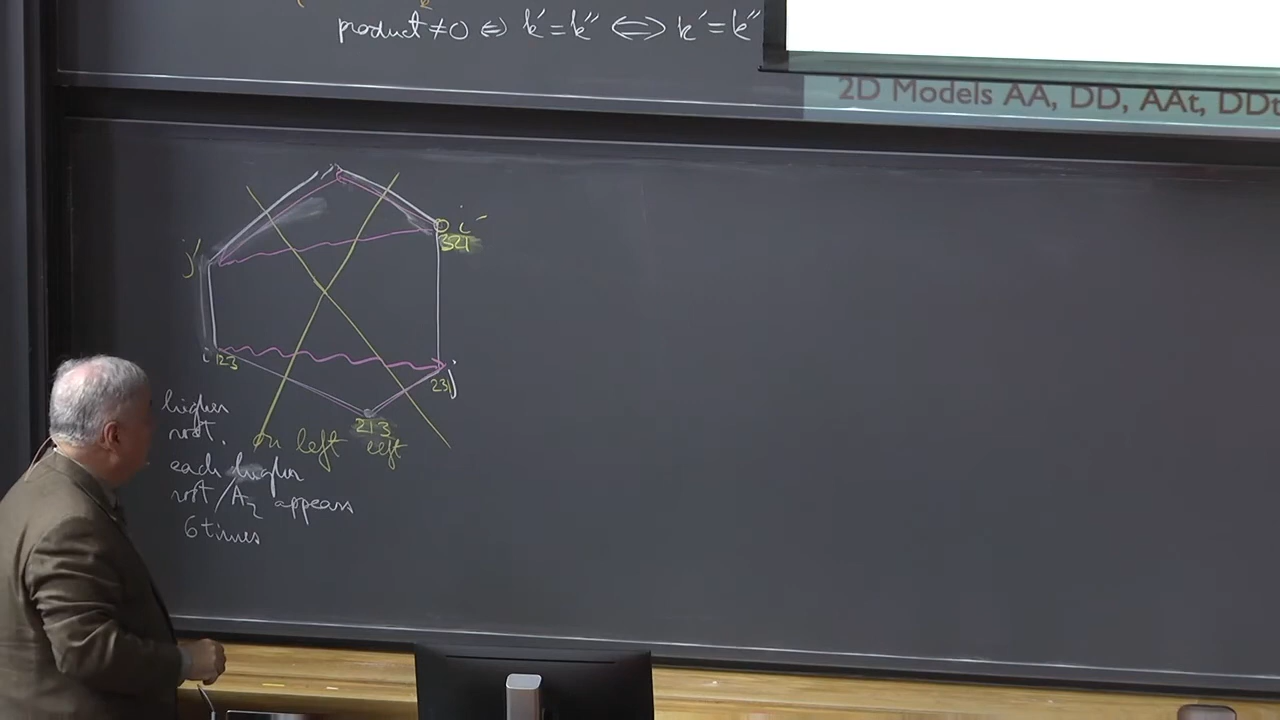 product ≠ 0 ⇔ k' = k'' ⇔ k' = k''
2D Models AA, DD, AAt, DDt
i'
321
j'
i 123
j
231
213
higher
root.
on left left
each higher
root / A₂ appears
6 times